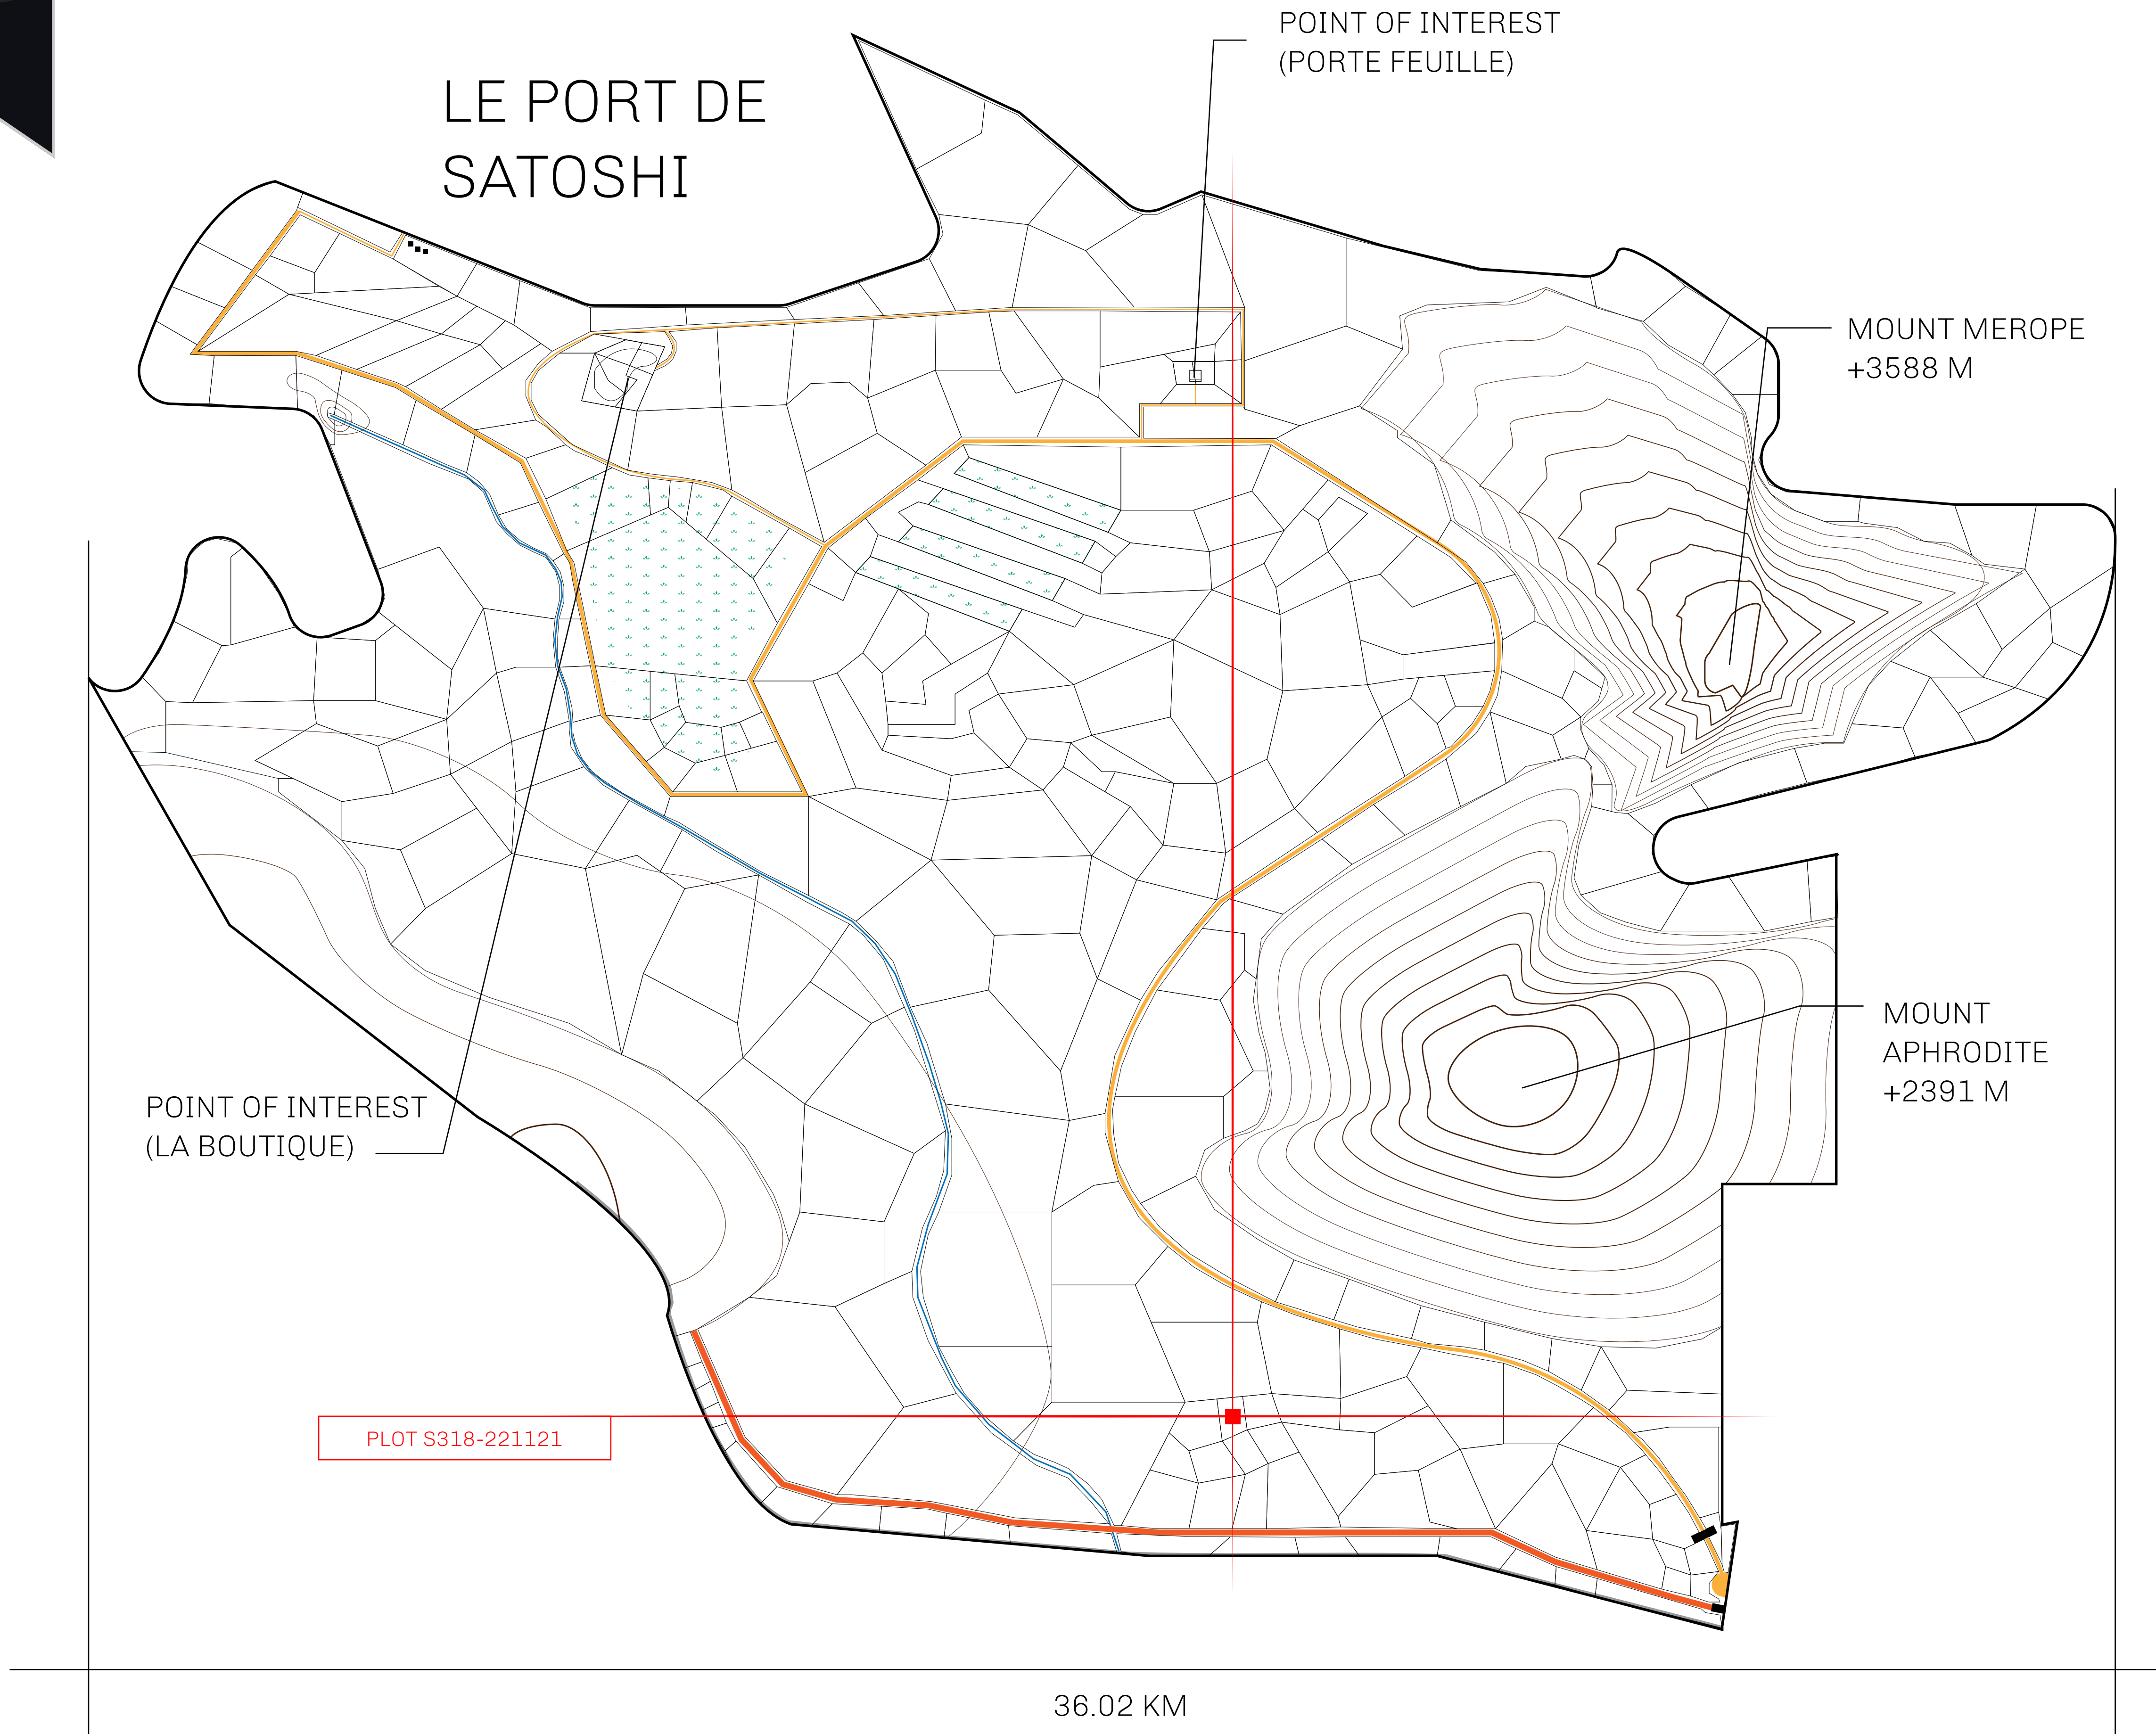 POINT OF INTEREST
(PORTE FEUILLE)
LE PORT DE
SATOSHI
MOUNT MEROPE
+3588 M
MOUNT
APHRODITE
+2391 M
POINT OF INTEREST
(LA BOUTIQUE)
PLOT S318-221121
36.02 KM